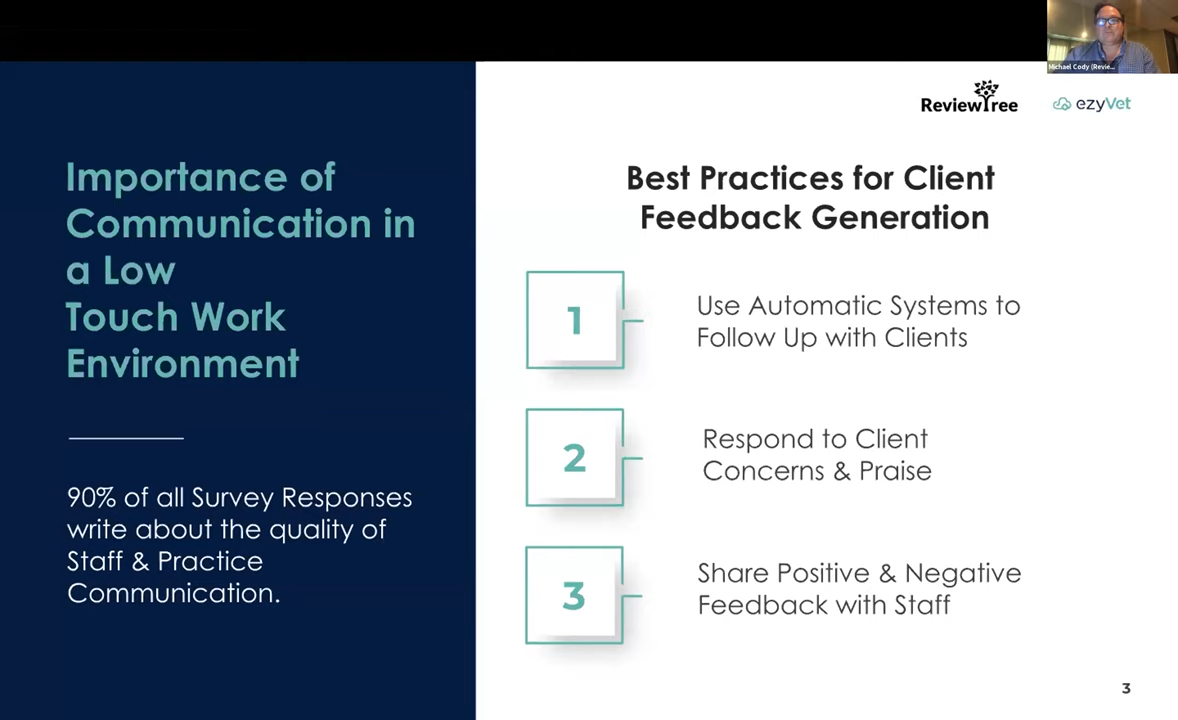 Michael Cody (Revie...
ReviewTree
ezyVet
Importance of
Communication in
a Low
Touch Work
Environment
90% of all Survey Responses
write about the quality of
Staff & Practice
Communication.
Best Practices for Client
Feedback Generation
1
Use Automatic Systems to
Follow Up with Clients
2
Respond to Client
Concerns & Praise
3
Share Positive & Negative
Feedback with Staff
3